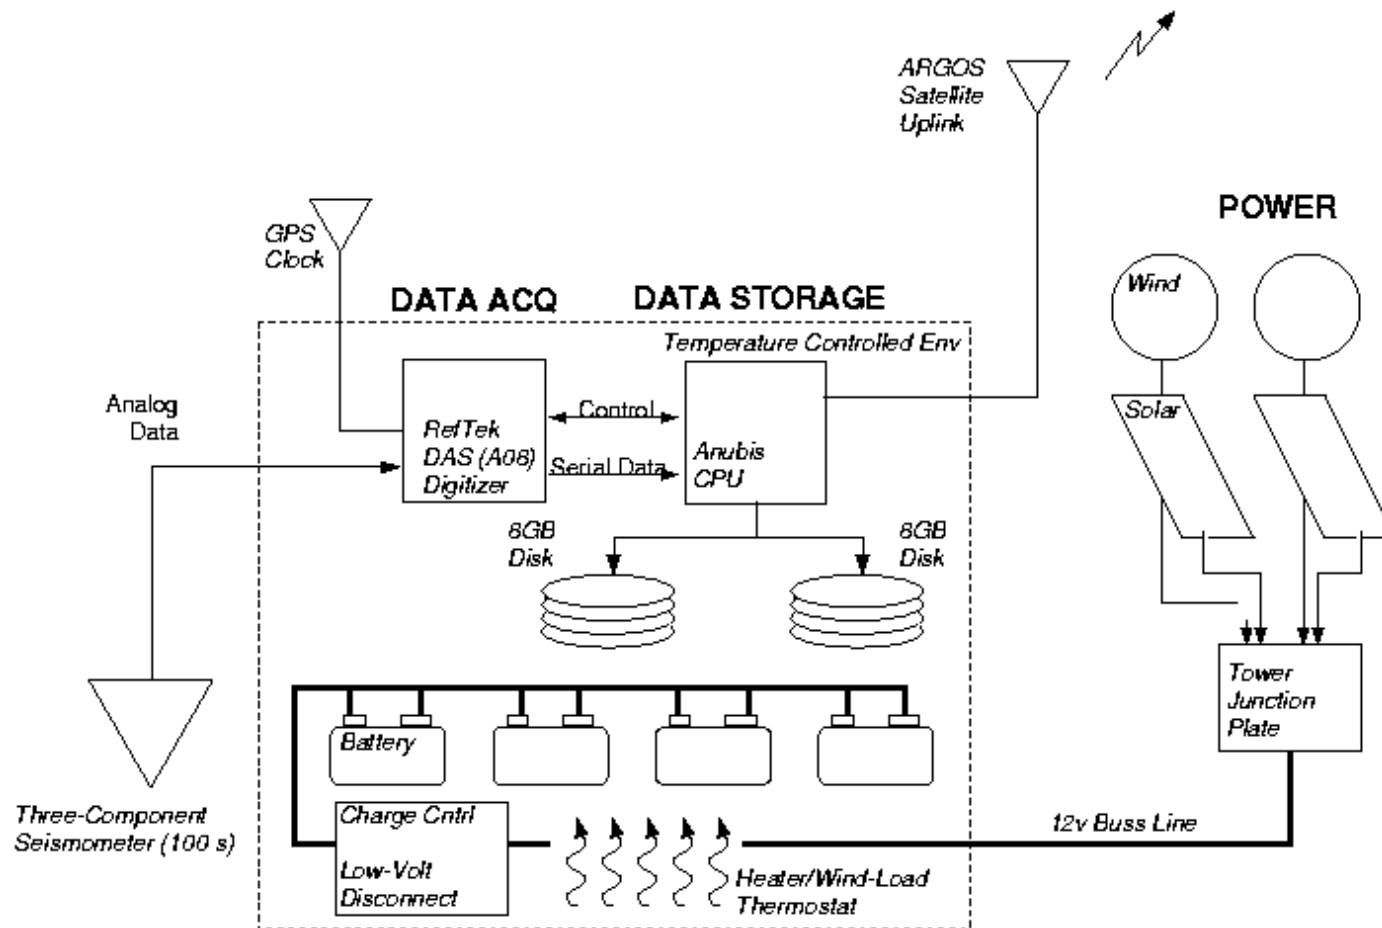 ARGOS
Satellite
Uplink
POWER
GPS
Clock
Wind
DATA ACQ
DATA STORAGE
Temperature Controlled Env
Analog
Data
RefTek
DAS (A08)
Digitizer
Control
Serial Data
Anubis
CPU
Solar
8GB
Disk
8GB
Disk
Tower
Junction
Plate
Battery
Three-Component
Seismometer (100 s)
Charge Cntrl
Low-Volt
Disconnect
Heater/Wind-Load
Thermostat
12v Buss Line